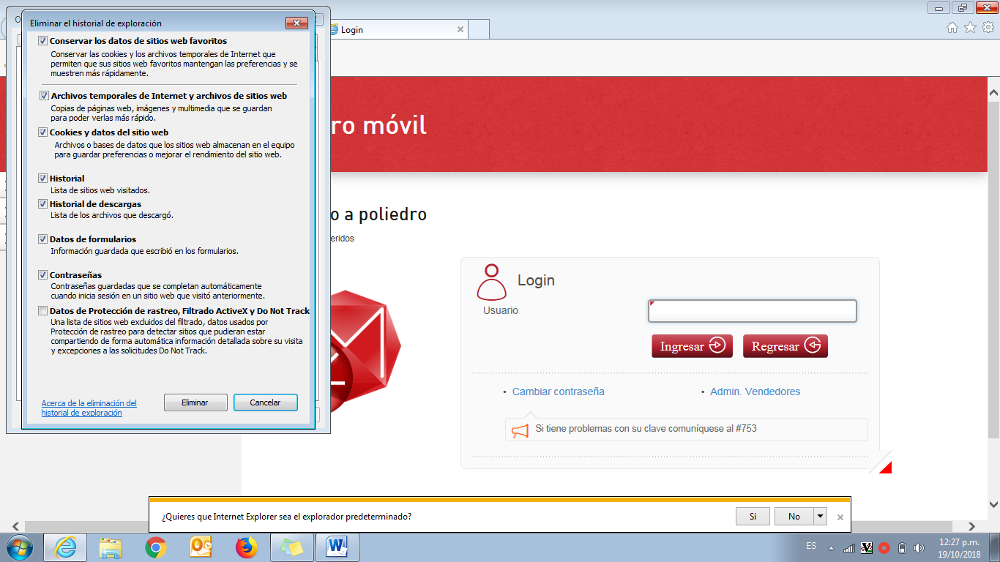 Eliminar el historial de exploración
Conservar los datos de sitios web favoritos
Conservar las cookies y los archivos temporales de Internet que
permiten que sus sitios web favoritos mantengan las preferencias y se
muestren más rápidamente.
Archivos temporales de Internet y archivos de sitios web
Copias de páginas web, imágenes y multimedia que se guardan
para poder verlas más rápido.
Cookies y datos del sitio web
Archivos o bases de datos que los sitios web almacenan en el equipo
para guardar preferencias o mejorar el rendimiento del sitio web.
Historial
Lista de sitios web visitados.
Historial de descargas
Lista de los archivos que descargó.
Datos de formularios
Información guardada que escribió en los formularios.
Contraseñas
Contraseñas guardadas que se completan automáticamente
cuando inicia sesión en un sitio web que visitó anteriormente.
Datos de Protección de rastreo, Filtrado ActiveX y Do Not Track
Una lista de sitios web excluidos del filtrado, datos usados por
Protección de rastreo para detectar sitios que pudieran estar
compartiendo de forma automática información detallada sobre su visita
y excepciones a las solicitudes Do Not Track.
Acerca de la eliminación del
historial de exploración
Eliminar
Cancelar
Login
ro móvil
o a poliedro
eridos
Login
Usuario
Ingresar
Regresar
• Cambiar contraseña
• Admin. Vendedores
Si tiene problemas con su clave comuníquese al #753
¿Quieres que Internet Explorer sea el explorador predeterminado?
Sí
No
ES
12:27 p.m.
19/10/2018